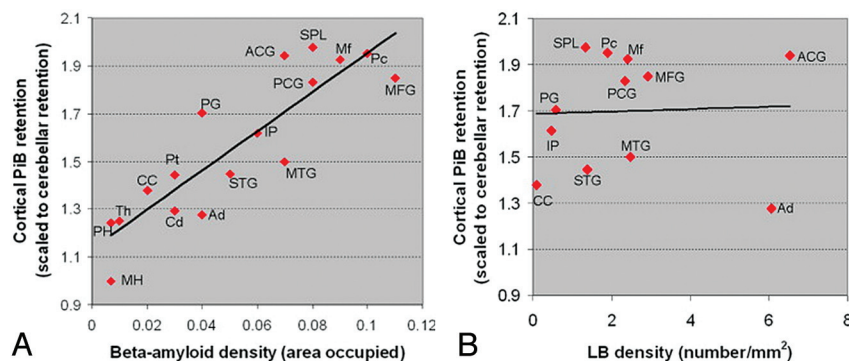 Cortical PiB retention
(scaled to cerebellar retention)
2.1
1.9
1.7
1.5
1.3
1.1
0.9
SPL
ACG
Mf
Pc
PCG
MFG
PG
IP
Pt
CC
STG
MTG
Th
PH
Cd
Ad
MH
0
0.02
0.04
0.06
0.08
0.1
0.12
A
Beta-amyloid density (area occupied)
Cortical PiB retention
(scaled to cerebellar retention)
2.1
1.9
1.7
1.5
1.3
1.1
0.9
SPL
Pc
Mf
ACG
MFG
PCG
PG
IP
MTG
STG
CC
Ad
0
2
4
6
8
B
LB density (number/mm²)